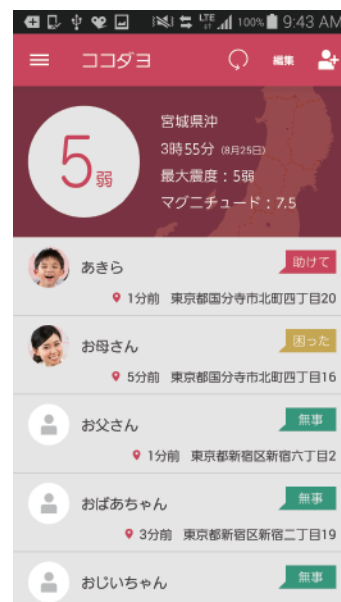 LTE 100% 9:43 AM
ココダヨ 編集
5弱
宮城県沖
3時55分 (8月25日)
最大震度：5弱
マグニチュード：7.5
あきら 助けて
1分前 東京都国分寺市北町四丁目20
お母さん 困った
5分前 東京都国分寺市北町四丁目16
お父さん 無事
1分前 東京都新宿区新宿六丁目2
おばあちゃん 無事
3分前 東京都新宿区新宿二丁目19
おじいちゃん 無事